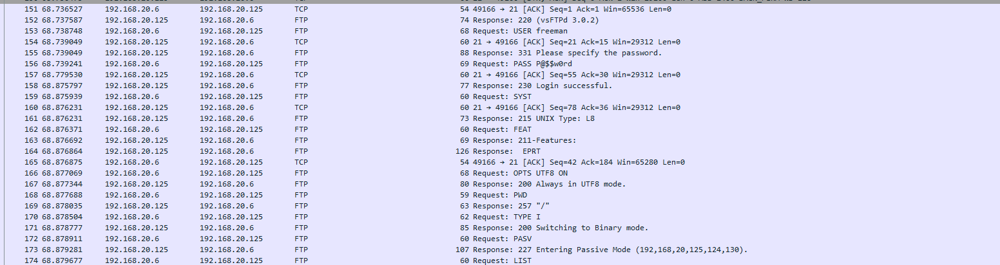 151 68.736527 192.168.20.6 192.168.20.125 TCP 54 49166 → 21 [ACK] Seq=1 Ack=1 Win=65536 Len=0
152 68.737587 192.168.20.125 192.168.20.6 FTP 74 Response: 220 (vsFTPd 3.0.2)
153 68.738748 192.168.20.6 192.168.20.125 FTP 68 Request: USER freeman
154 68.739049 192.168.20.125 192.168.20.6 TCP 60 21 → 49166 [ACK] Seq=21 Ack=15 Win=29312 Len=0
155 68.739049 192.168.20.125 192.168.20.6 FTP 88 Response: 331 Please specify the password.
156 68.739241 192.168.20.6 192.168.20.125 FTP 69 Request: PASS P@$$w0rd
157 68.779530 192.168.20.125 192.168.20.6 TCP 60 21 → 49166 [ACK] Seq=55 Ack=30 Win=29312 Len=0
158 68.875797 192.168.20.125 192.168.20.6 FTP 77 Response: 230 Login successful.
159 68.875939 192.168.20.6 192.168.20.125 FTP 60 Request: SYST
160 68.876231 192.168.20.125 192.168.20.6 TCP 60 21 → 49166 [ACK] Seq=78 Ack=36 Win=29312 Len=0
161 68.876231 192.168.20.125 192.168.20.6 FTP 73 Response: 215 UNIX Type: L8
162 68.876371 192.168.20.6 192.168.20.125 FTP 60 Request: FEAT
163 68.876692 192.168.20.125 192.168.20.6 FTP 69 Response: 211-Features:
164 68.876864 192.168.20.125 192.168.20.6 FTP 126 Response:  EPRT
165 68.876875 192.168.20.6 192.168.20.125 TCP 54 49166 → 21 [ACK] Seq=42 Ack=184 Win=65280 Len=0
166 68.877069 192.168.20.6 192.168.20.125 FTP 68 Request: OPTS UTF8 ON
167 68.877344 192.168.20.125 192.168.20.6 FTP 80 Response: 200 Always in UTF8 mode.
168 68.877688 192.168.20.6 192.168.20.125 FTP 59 Request: PWD
169 68.878035 192.168.20.125 192.168.20.6 FTP 63 Response: 257 "/"
170 68.878504 192.168.20.6 192.168.20.125 FTP 62 Request: TYPE I
171 68.878777 192.168.20.125 192.168.20.6 FTP 85 Response: 200 Switching to Binary mode.
172 68.878911 192.168.20.6 192.168.20.125 FTP 60 Request: PASV
173 68.879281 192.168.20.125 192.168.20.6 FTP 107 Response: 227 Entering Passive Mode (192,168,20,125,124,130).
174 68.879677 192.168.20.6 192.168.20.125 FTP 60 Request: LIST